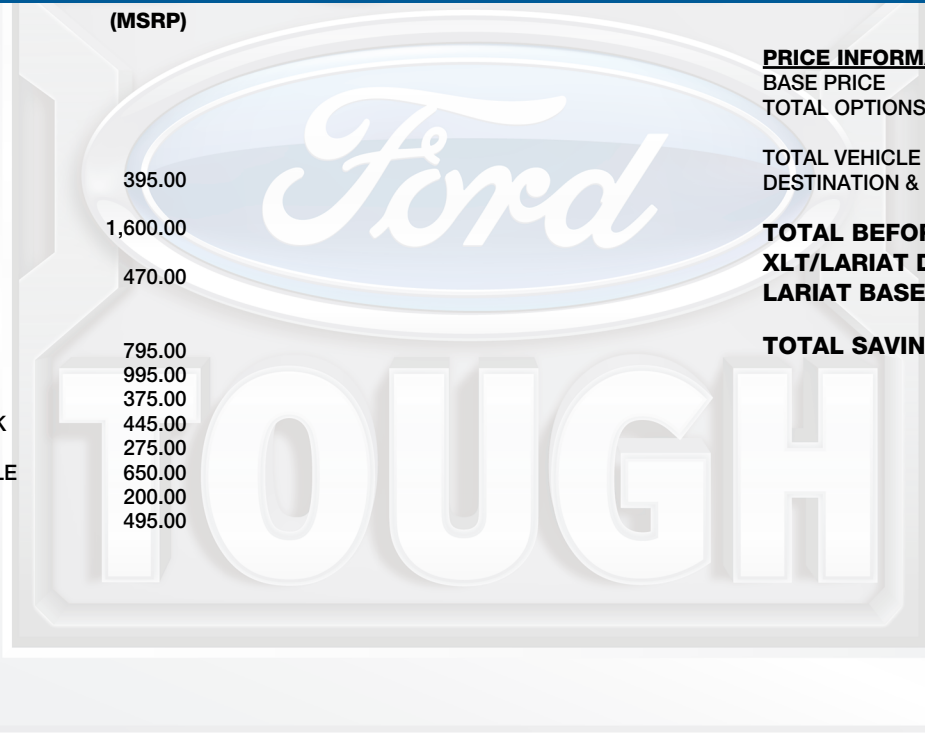 (MSRP)
395.00
1,600.00
470.00
795.00
995.00
375.00
K 445.00
275.00
LE 650.00
200.00
495.00
PRICE INFORMA
BASE PRICE
TOTAL OPTIONS
TOTAL VEHICLE
DESTINATION &
TOTAL BEFOR
XLT/LARIAT D
LARIAT BASE
TOTAL SAVIN
Ford
TOUGH